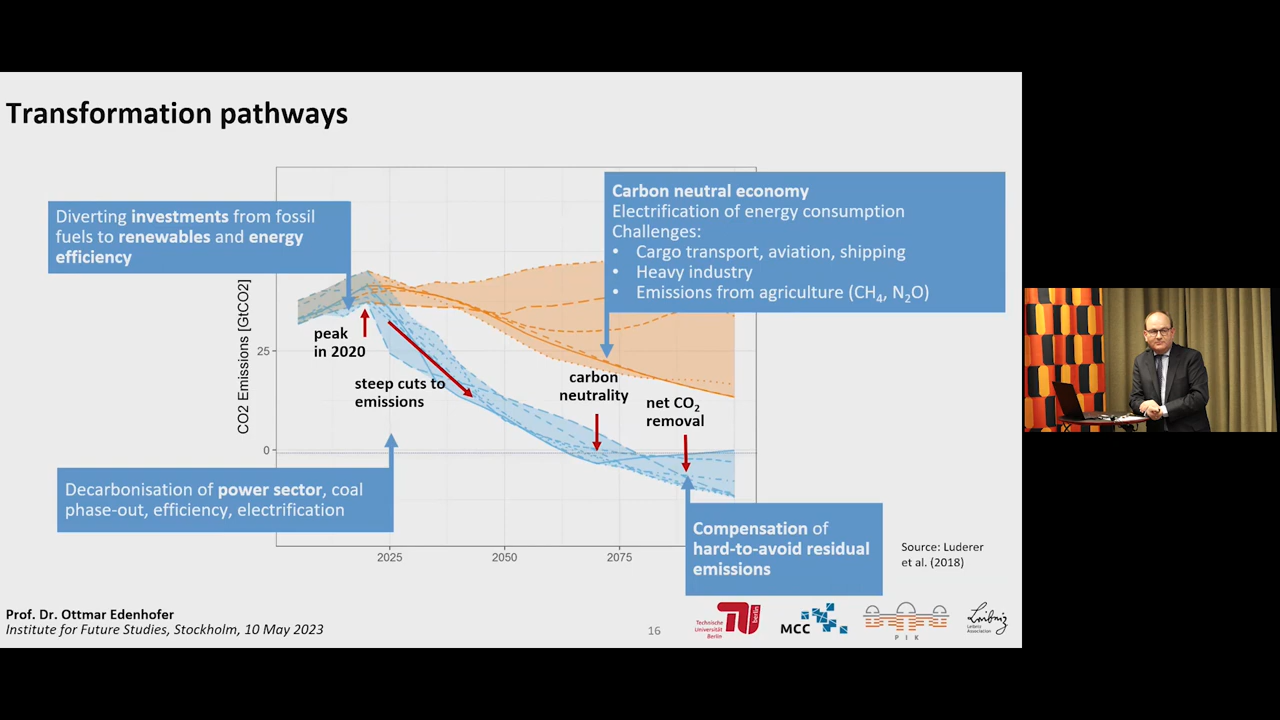 Transformation pathways
Diverting investments from fossil
fuels to renewables and energy
efficiency
Carbon neutral economy
Electrification of energy consumption
Challenges:
• Cargo transport, aviation, shipping
• Heavy industry
• Emissions from agriculture (CH₄, N₂O)
CO2 Emissions [GtCO2]
25
0
peak
in 2020
steep cuts to
emissions
carbon
neutrality
net CO₂
removal
Decarbonisation of power sector, coal
phase-out, efficiency, electrification
Compensation of
hard-to-avoid residual
emissions
2025
2050
2075
Source: Luderer
et al. (2018)
Prof. Dr. Ottmar Edenhofer
Institute for Future Studies, Stockholm, 10 May 2023
16
Technische
Universität
Berlin
berlin
MCC
PIK
Leibniz
Leibniz
Association